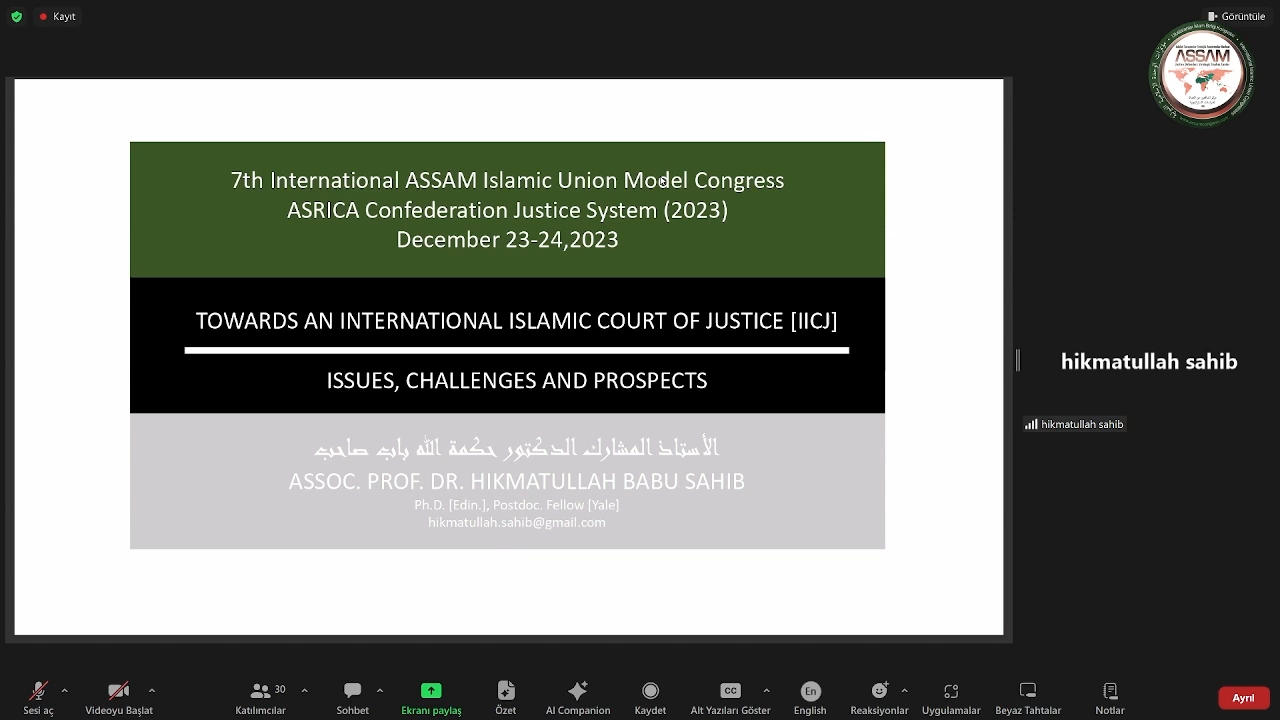 Kayıt
Görüntüle
ASSAM
7th International ASSAM Islamic Union Model Congress
ASRICA Confederation Justice System (2023)
December 23-24,2023
TOWARDS AN INTERNATIONAL ISLAMIC COURT OF JUSTICE [IICJ]
ISSUES, CHALLENGES AND PROSPECTS
الأستاذ المشارك الدكتور حكمة الله باب صاحب
ASSOC. PROF. DR. HIKMATULLAH BABU SAHIB
Ph.D. [Edin.], Postdoc. Fellow [Yale]
hikmatullah.sahib@gmail.com
hikmatullah sahib
hikmatullah sahib
Sesi aç
Videoyu Başlat
30
Katılımcılar
Sohbet
Ekranı paylaş
Özet
AI Companion
Kaydet
CC
Alt Yazıları Göster
En
English
Reaksiyonlar
Uygulamalar
Beyaz Tahtalar
Notlar
Ayrıl